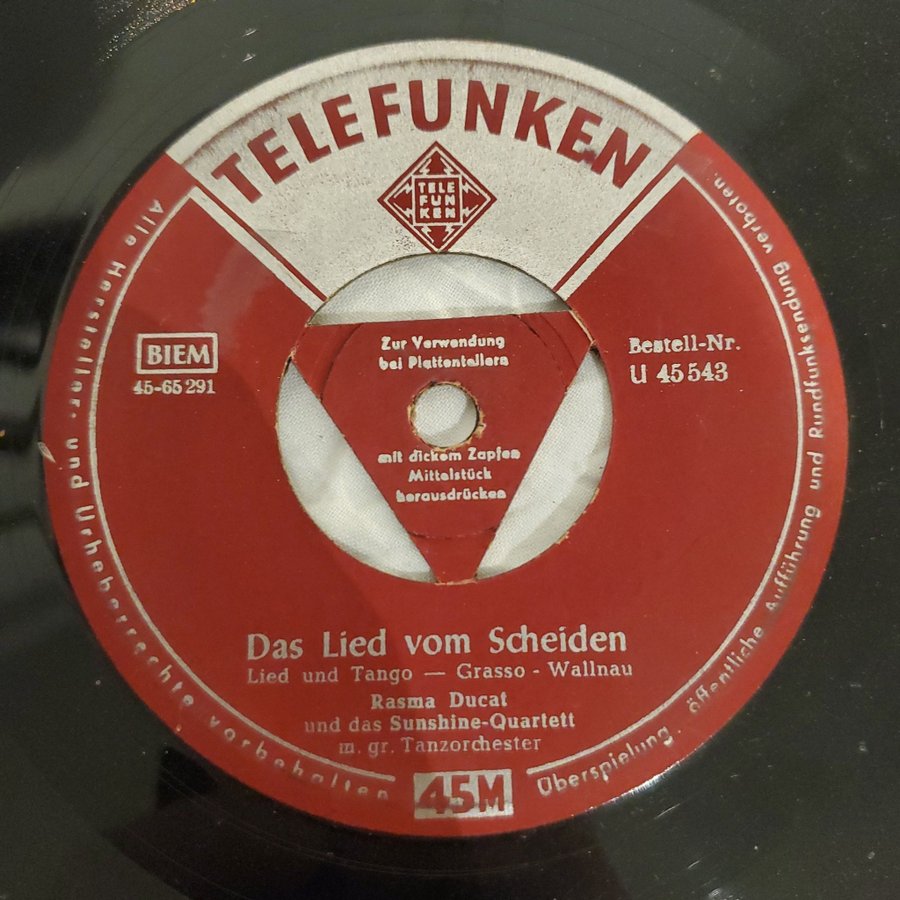 TELEFUNKEN
TELE
FUN
KEN
BIEM
45-65 291
Zur Verwendung
bei Plattentellern
mit dickem Zapfen
Mittelstück
herausdrücken
Bestell-Nr.
U 45 543
Das Lied vom Scheiden
Lied und Tango — Grasso - Wallnau
Rasma Ducat
und das Sunshine-Quartett
m. gr. Tanzorchester
45M
Alle Hersteller- und Urheberrechte vorbehalten
Überspielung, öffentliche Aufführung und Rundfunksendung verboten.